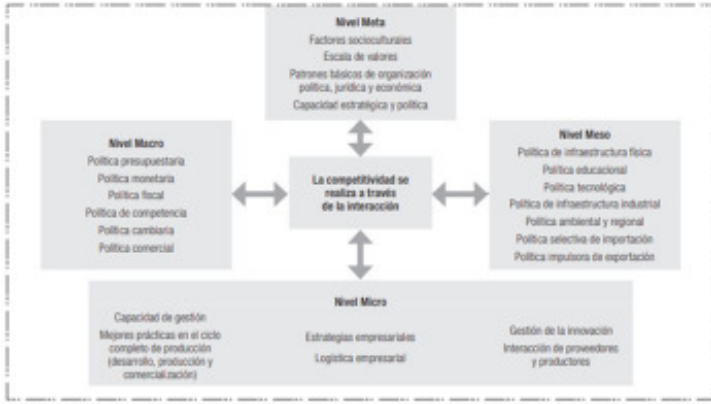 Nivel Meta
Factores socioculturales
Escala de valores
Patrones básicos de organización
política, jurídica y económica
Capacidad estratégica y política
Nivel Macro
Política presupuestaria
Política monetaria
Política fiscal
Política de competencia
Política cambiaria
Política comercial
La competitividad se
realiza a través
de la interacción
Nivel Meso
Política de infraestructura física
Política educacional
Política tecnológica
Política de infraestructura industrial
Política ambiental y regional
Política selectiva de importación
Política impulsora de exportación
Nivel Micro
Capacidad de gestión
Mejores prácticas en el ciclo
completo de producción
(desarrollo, producción y
comercialización)
Estrategias empresariales
Logística empresarial
Gestión de la innovación
Interacción de proveedores
y productores